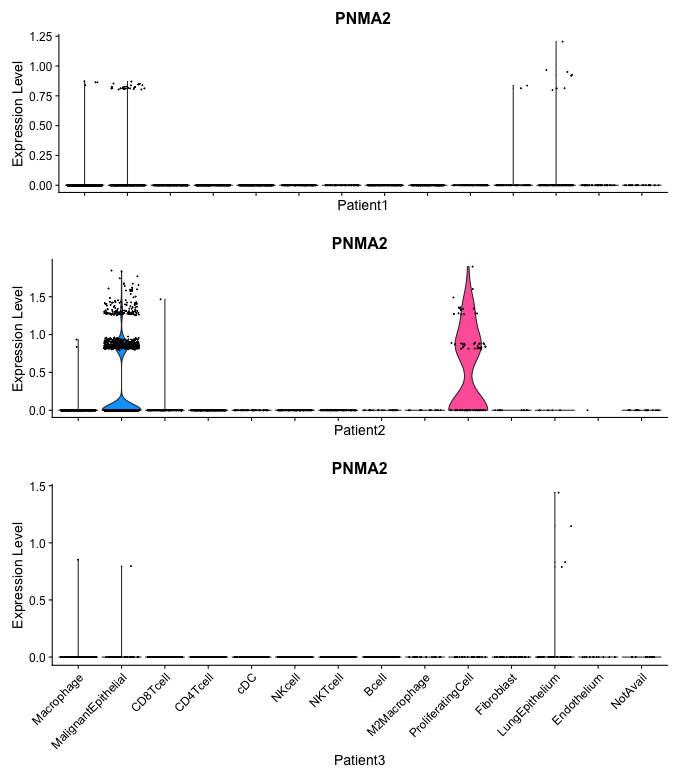 PNMA2
Expression Level
1.25
1.00
0.75
0.50
0.25
0.00
Patient1
PNMA2
Expression Level
1.5
1.0
0.5
0.0
Patient2
PNMA2
Expression Level
1.5
1.0
0.5
0.0
Macrophage
MalignantEpithelial
CD8Tcell
CD4Tcell
cDC
NKcell
NKTcell
Bcell
M2Macrophage
ProliferatingCell
Fibroblast
LungEpithelium
Endothelium
NotAvail
Patient3